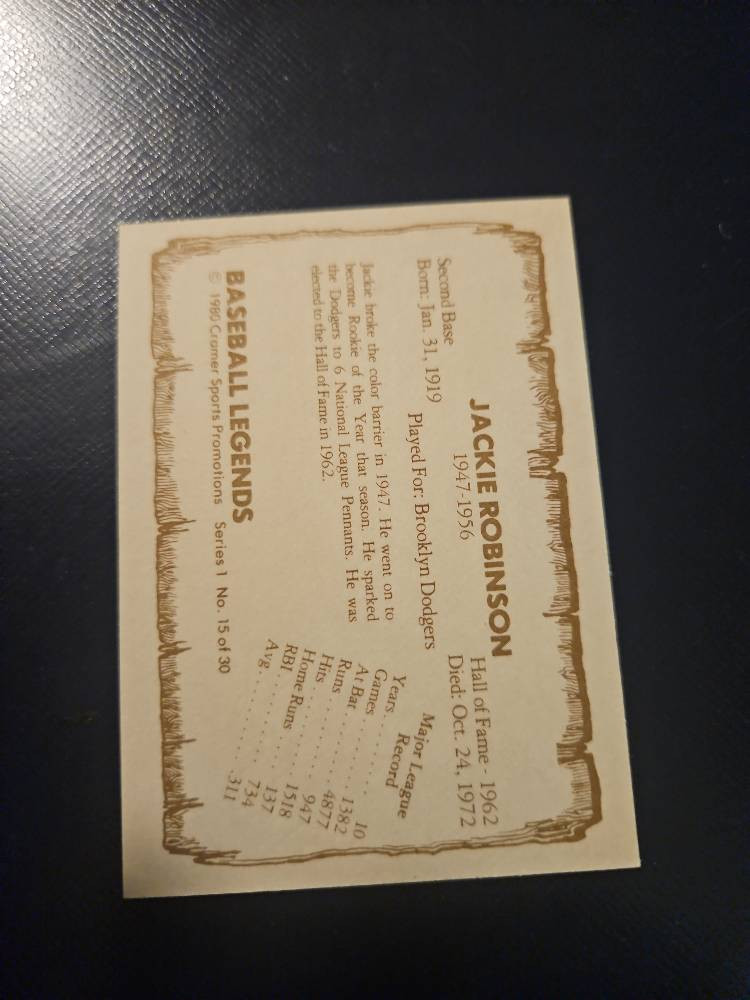 JACKIE ROBINSON
1947-1956
Second Base
Hall of Fame - 1962
Born: Jan. 31, 1919
Died: Oct. 24, 1972
Played For: Brooklyn Dodgers
Jackie broke the color barrier in 1947. He went on to
become Rookie of the Year that season. He sparked
the Dodgers to 6 National League Pennants. He was
elected to the Hall of Fame in 1962.
Major League
Record
Years . . . . . . . . . 10
Games . . . . . . . . 1382
At Bat . . . . . . . . 4877
Runs . . . . . . . . . 947
Hits . . . . . . . . . 1518
Home Runs . . . . . . 137
RBI . . . . . . . . . 734
Avg. . . . . . . . . .311
BASEBALL LEGENDS
© 1980 Cramer Sports Promotions Series 1 No. 15 of 30